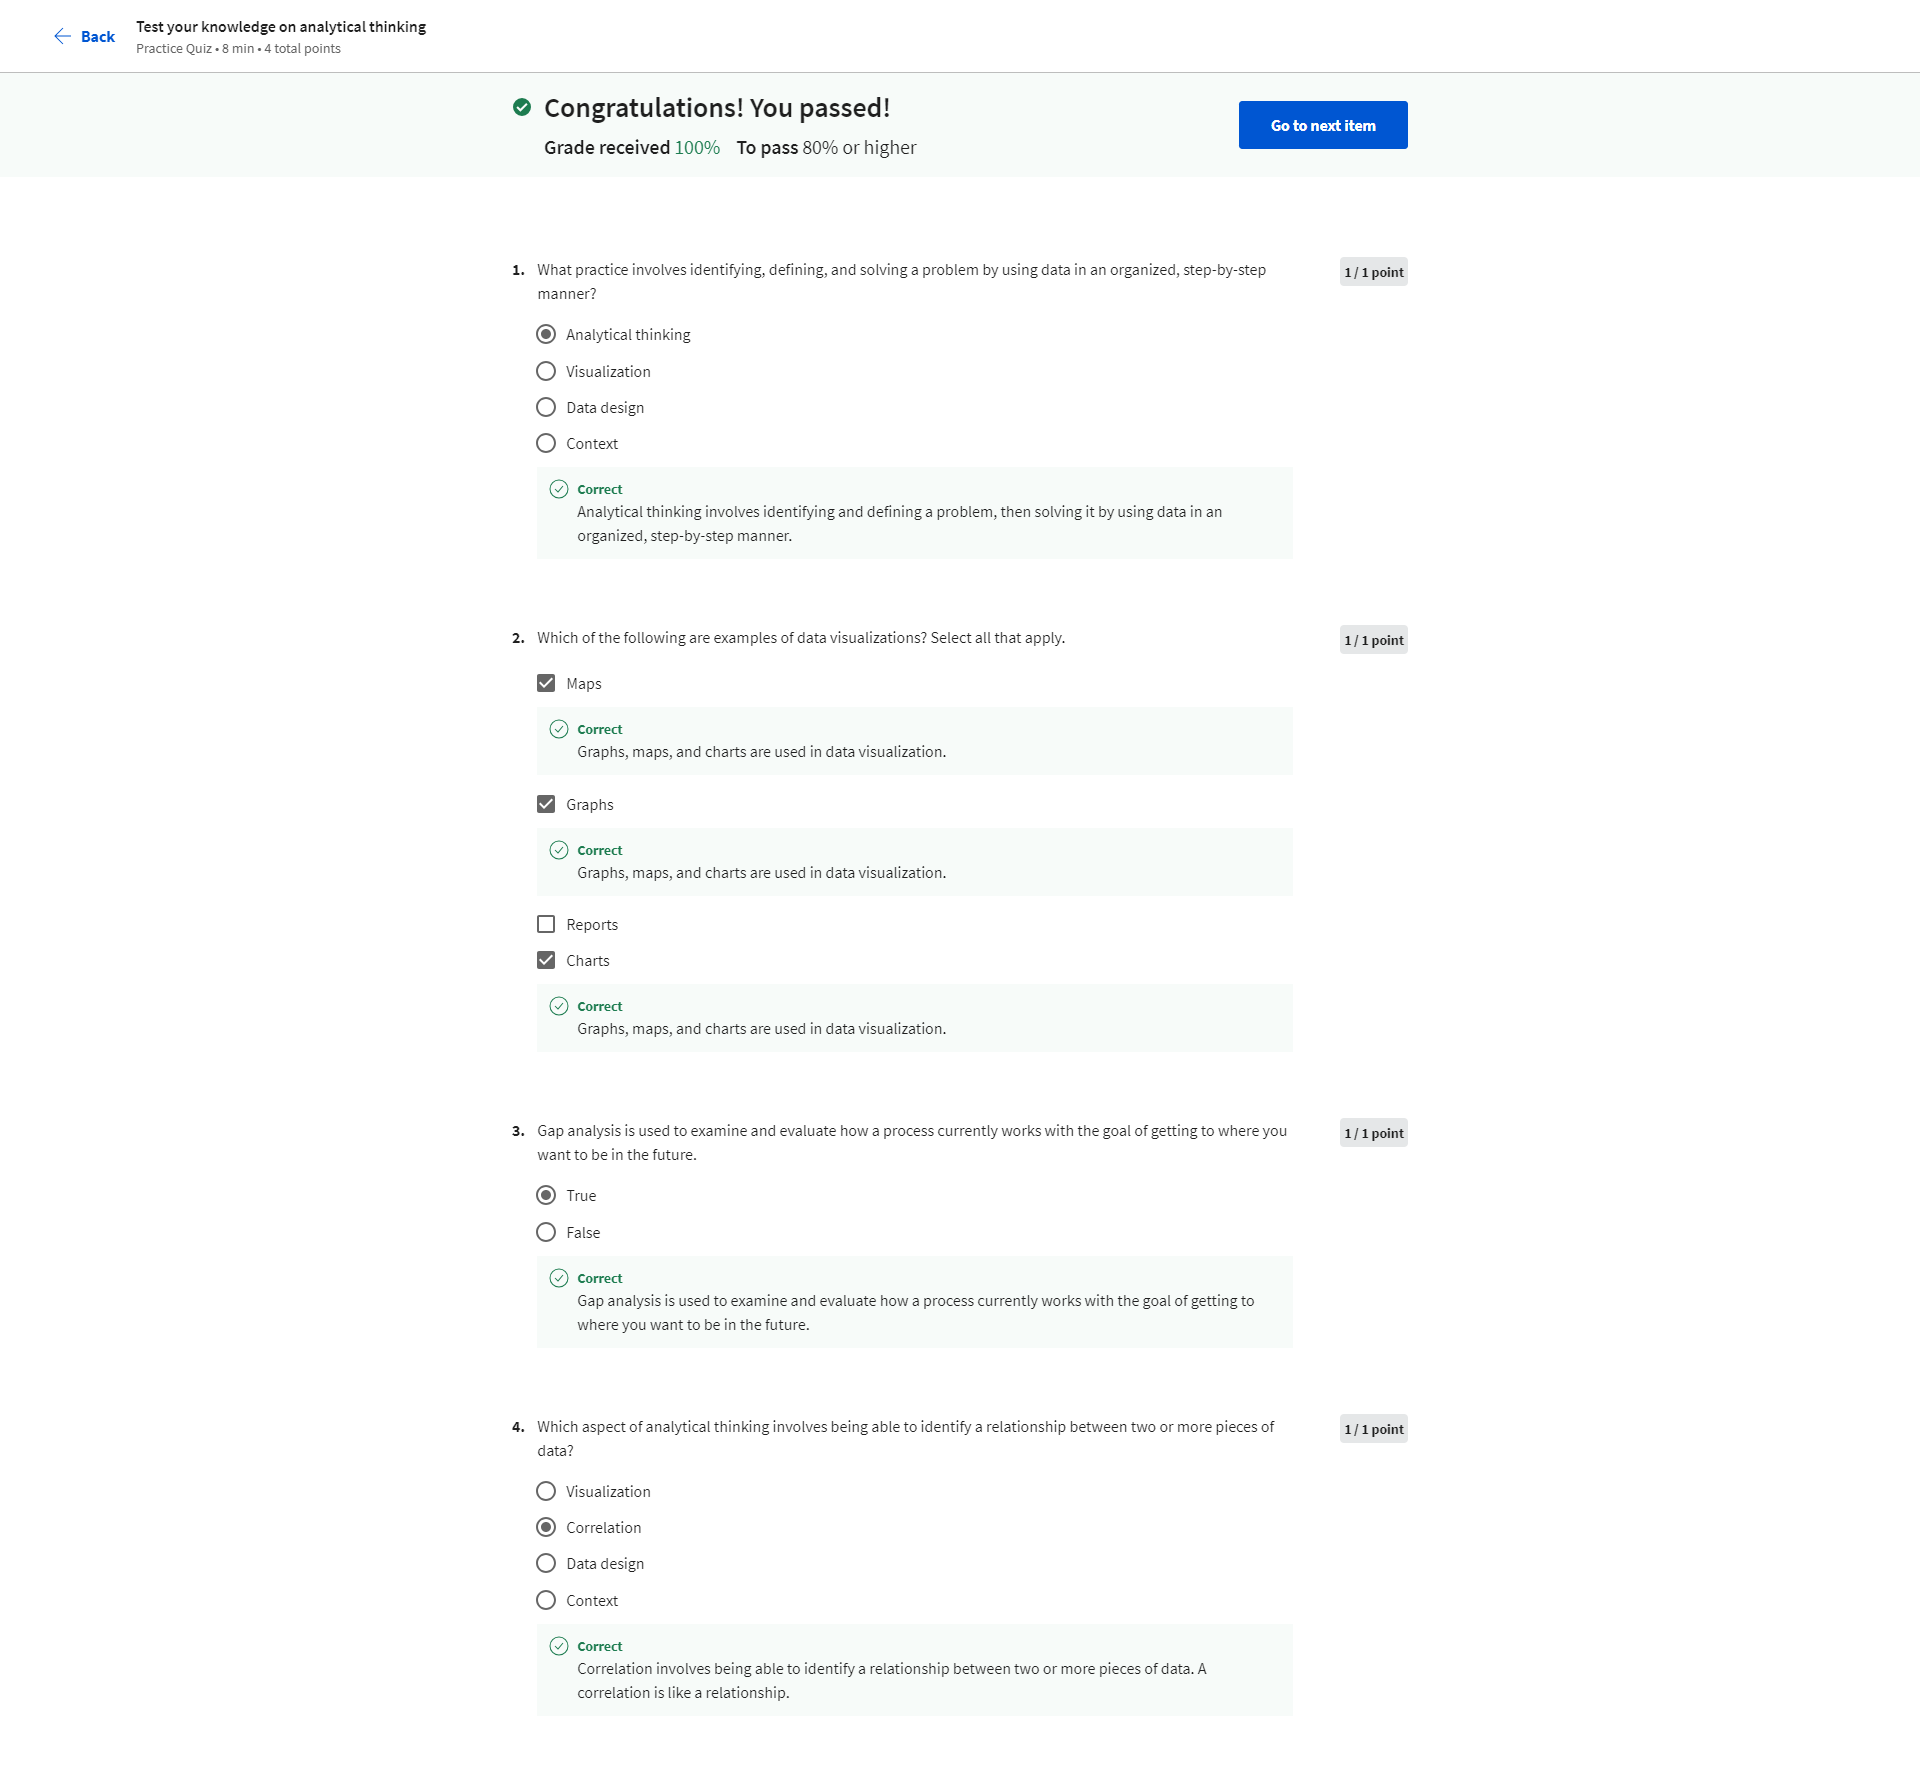 Back
Test your knowledge on analytical thinking
Practice Quiz • 8 min • 4 total points
Congratulations! You passed!
Grade received 100% To pass 80% or higher
Go to next item
1. What practice involves identifying, defining, and solving a problem by using data in an organized, step-by-step
manner?
1 / 1 point
Analytical thinking
Visualization
Data design
Context
Correct
Analytical thinking involves identifying and defining a problem, then solving it by using data in an
organized, step-by-step manner.
2. Which of the following are examples of data visualizations? Select all that apply.
1 / 1 point
Maps
Correct
Graphs, maps, and charts are used in data visualization.
Graphs
Correct
Graphs, maps, and charts are used in data visualization.
Reports
Charts
Correct
Graphs, maps, and charts are used in data visualization.
3. Gap analysis is used to examine and evaluate how a process currently works with the goal of getting to where you
want to be in the future.
1 / 1 point
True
False
Correct
Gap analysis is used to examine and evaluate how a process currently works with the goal of getting to
where you want to be in the future.
4. Which aspect of analytical thinking involves being able to identify a relationship between two or more pieces of
data?
1 / 1 point
Visualization
Correlation
Data design
Context
Correct
Correlation involves being able to identify a relationship between two or more pieces of data. A
correlation is like a relationship.